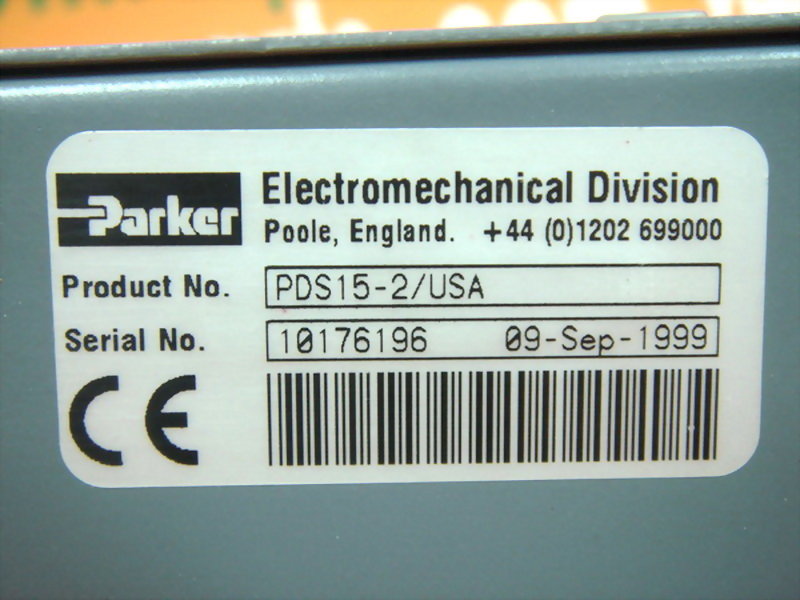 Parker
Electromechanical Division
Poole, England. +44 (0)1202 699000
Product No. PDS15-2/USA
Serial No. 10176196 09-Sep-1999
CE